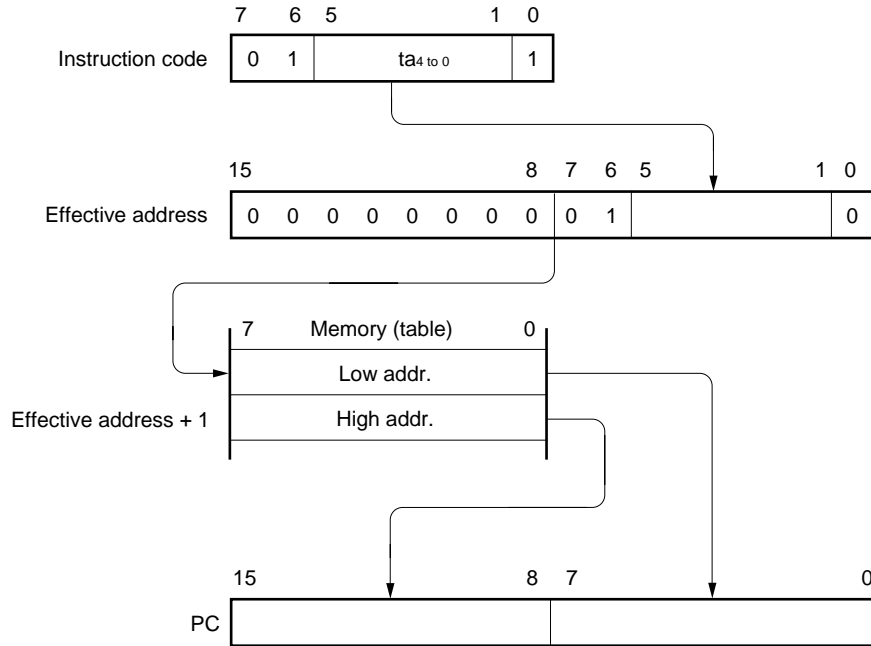 7 6 5 1 0
Instruction code 0 1 ta4 to 0 1
15 8 7 6 5 1 0
Effective address 0 0 0 0 0 0 0 0 0 1 0
7 Memory (table) 0
Low addr.
Effective address + 1 High addr.
15 8 7 0
PC